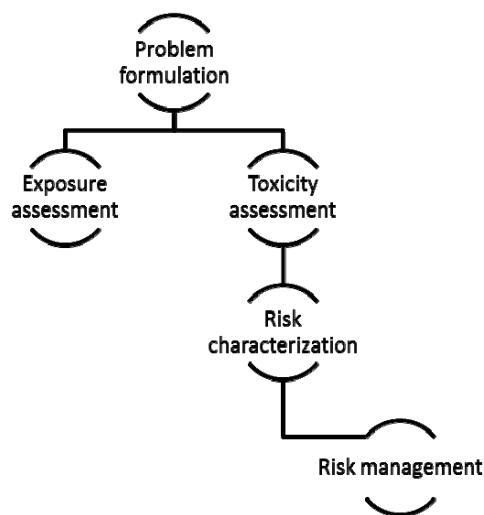 Problem
formulation
Exposure
assessment
Toxicity
assessment
Risk
characterization
Risk management